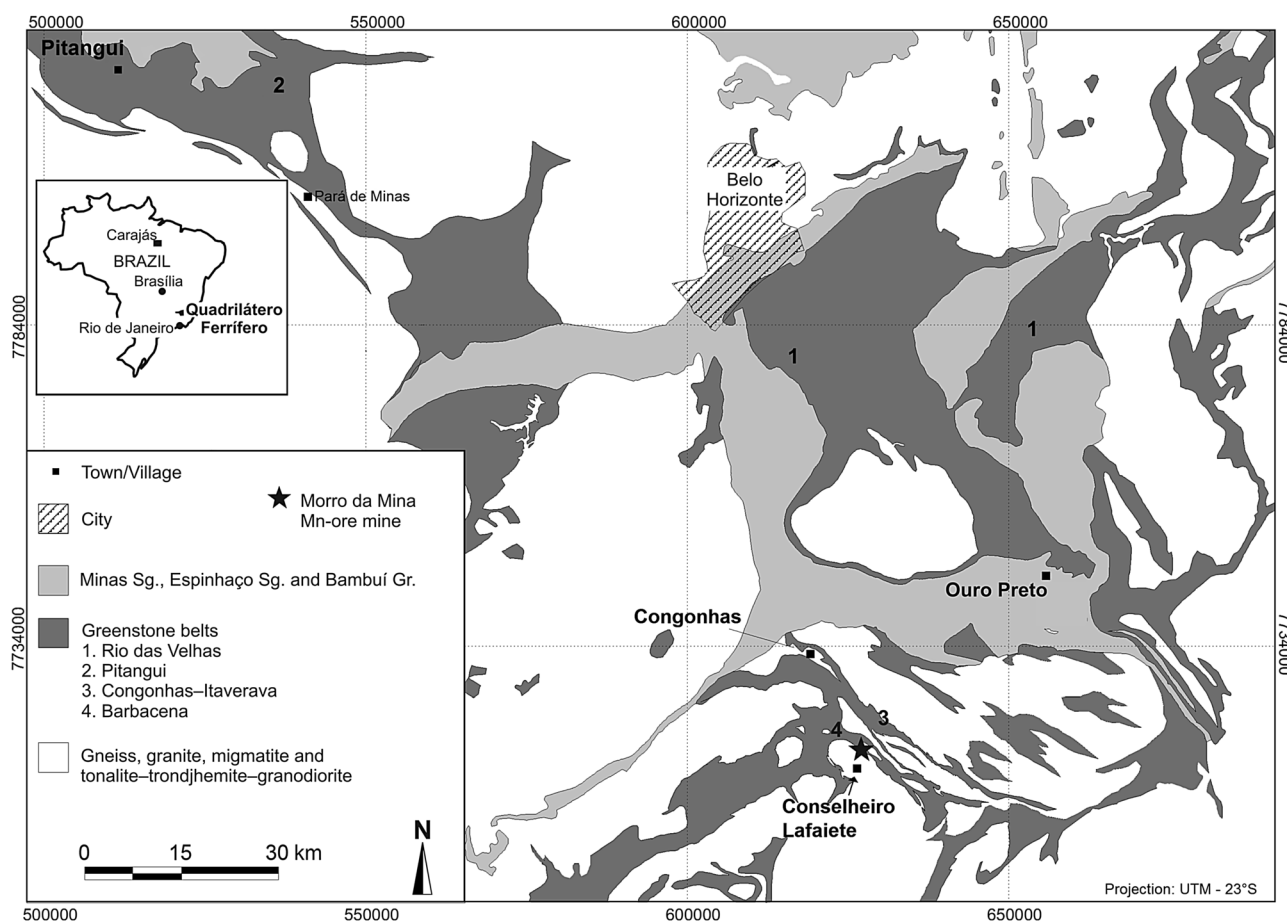 500000
550000
600000
650000
Pitangui
2
Belo
Horizonte
Pará de Minas
Carajás
BRAZIL
Brasília
Quadrilátero
Ferrífero
Rio de Janeiro
7784000
7784000
1
1
Town/Village
Morro da Mina
Mn-ore mine
City
Minas Sg., Espinhaço Sg. and Bambuí Gr.
Greenstone belts
1. Rio das Velhas
2. Pitangui
3. Congonhas–Itaverava
4. Barbacena
Gneiss, granite, migmatite and
tonalite–trondjhemite–granodiorite
0 15 30 km
N
Ouro Preto
Congonhas
7734000
7734000
3
4
Conselheiro
Lafaiete
Projection: UTM - 23°S
500000
550000
600000
650000